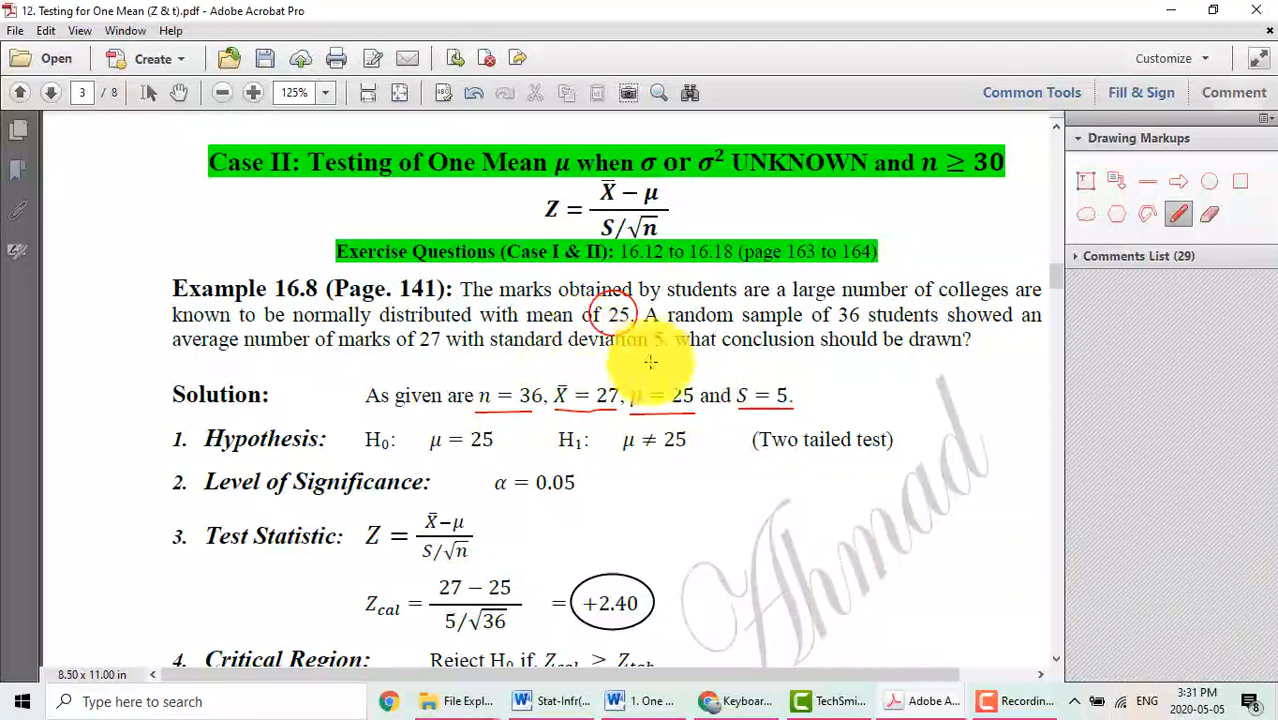 12. Testing for One Mean (Z & t).pdf - Adobe Acrobat Pro
File Edit View Window Help
Open Create Customize
3 / 8 125% Common Tools Fill & Sign Comment
Drawing Markups
Comments List (29)
Case II: Testing of One Mean μ when σ or σ² UNKNOWN and n ≥ 30
Z = (X̄ − μ) / (S/√n)
Exercise Questions (Case I & II): 16.12 to 16.18 (page 163 to 164)
Example 16.8 (Page. 141): The marks obtained by students are a large number of colleges are
known to be normally distributed with mean of 25. A random sample of 36 students showed an
average number of marks of 27 with standard deviation 5. what conclusion should be drawn?
Solution: As given are n = 36, X̄ = 27, μ = 25 and S = 5.
1. Hypothesis: H₀: μ = 25 H₁: μ ≠ 25 (Two tailed test)
2. Level of Significance: α = 0.05
3. Test Statistic: Z = (X̄−μ) / (S/√n)
Z_cal = (27 − 25) / (5/√36) = +2.40
4. Critical Region: Reject H₀ if, Z_cal ≥ Z_tab
Ahmad
8.50 x 11.00 in
Type here to search
File Expl... Stat-Infr(... 1. One ... Keyboar... TechSmi... Adobe A... Recordin... ENG
3:31 PM
2020-05-05
8